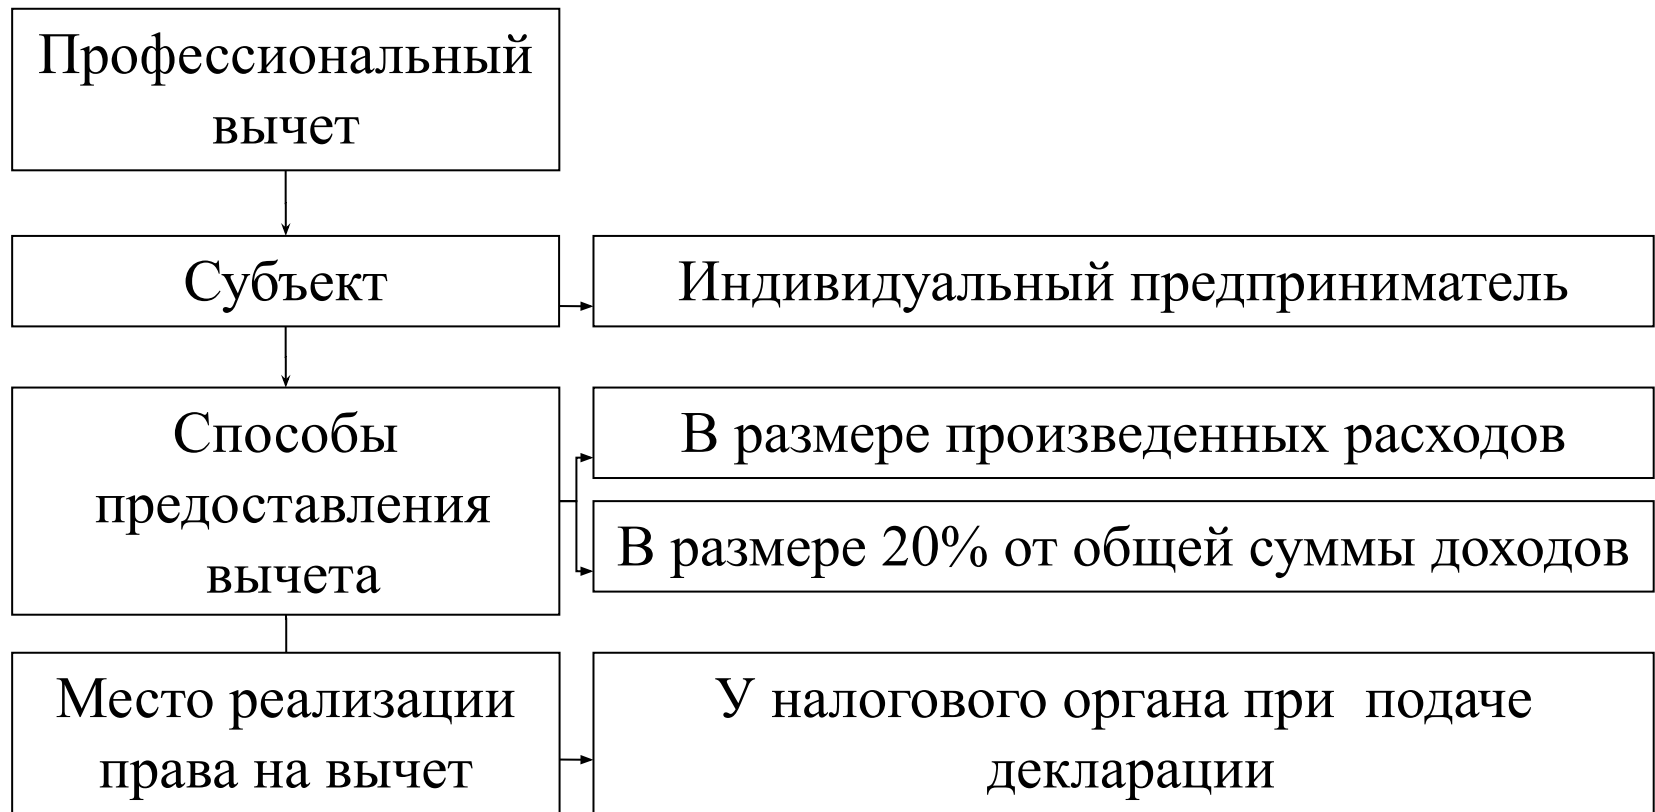 Профессиональный
вычет
Субъект
Индивидуальный предприниматель
Способы
предоставления
вычета
В размере произведенных расходов
В размере 20% от общей суммы доходов
Место реализации
права на вычет
У налогового органа при  подаче
декларации